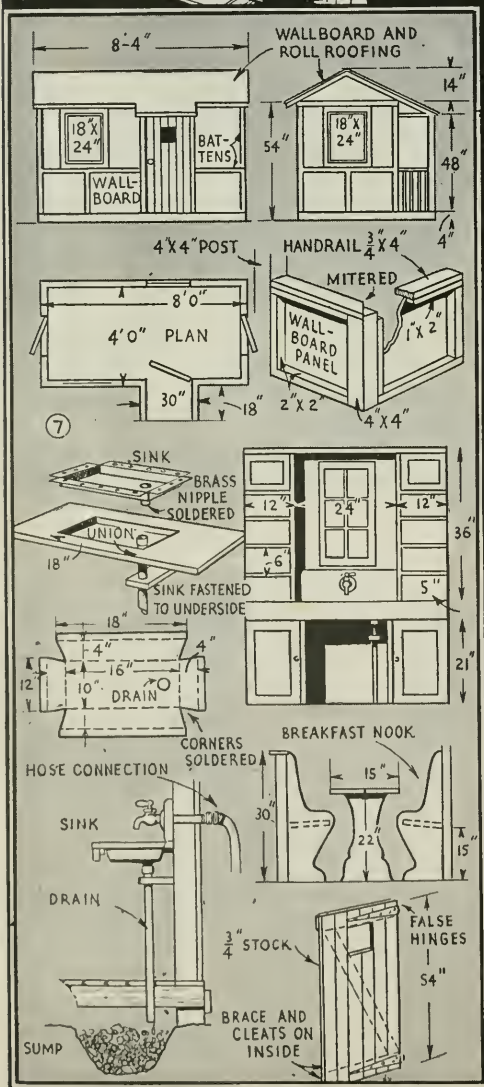 8'-4"
WALLBOARD AND
ROLL ROOFING
14"
18"X
24"
BAT-
TENS
WALL-
BOARD
54"
18"X
24"
48"
4"
4"X4" POST
HANDRAIL 3/4"X 4"
MITERED
8'0"
4'0" PLAN
30"
18"
WALL-
BOARD
PANEL
1"X 2"
2"X 2"
4"X 4"
7
SINK
BRASS
NIPPLE
SOLDERED
UNION
18"
SINK FASTENED
TO UNDERSIDE
12"
24"
12"
36"
6"
5"
21"
18"
4"
4"
16"
12"
10"
DRAIN
CORNERS
SOLDERED
HOSE CONNECTION
SINK
DRAIN
SUMP
BREAKFAST NOOK
15"
30"
22"
15"
3/4" STOCK
FALSE
HINGES
54"
BRACE AND
CLEATS ON
INSIDE